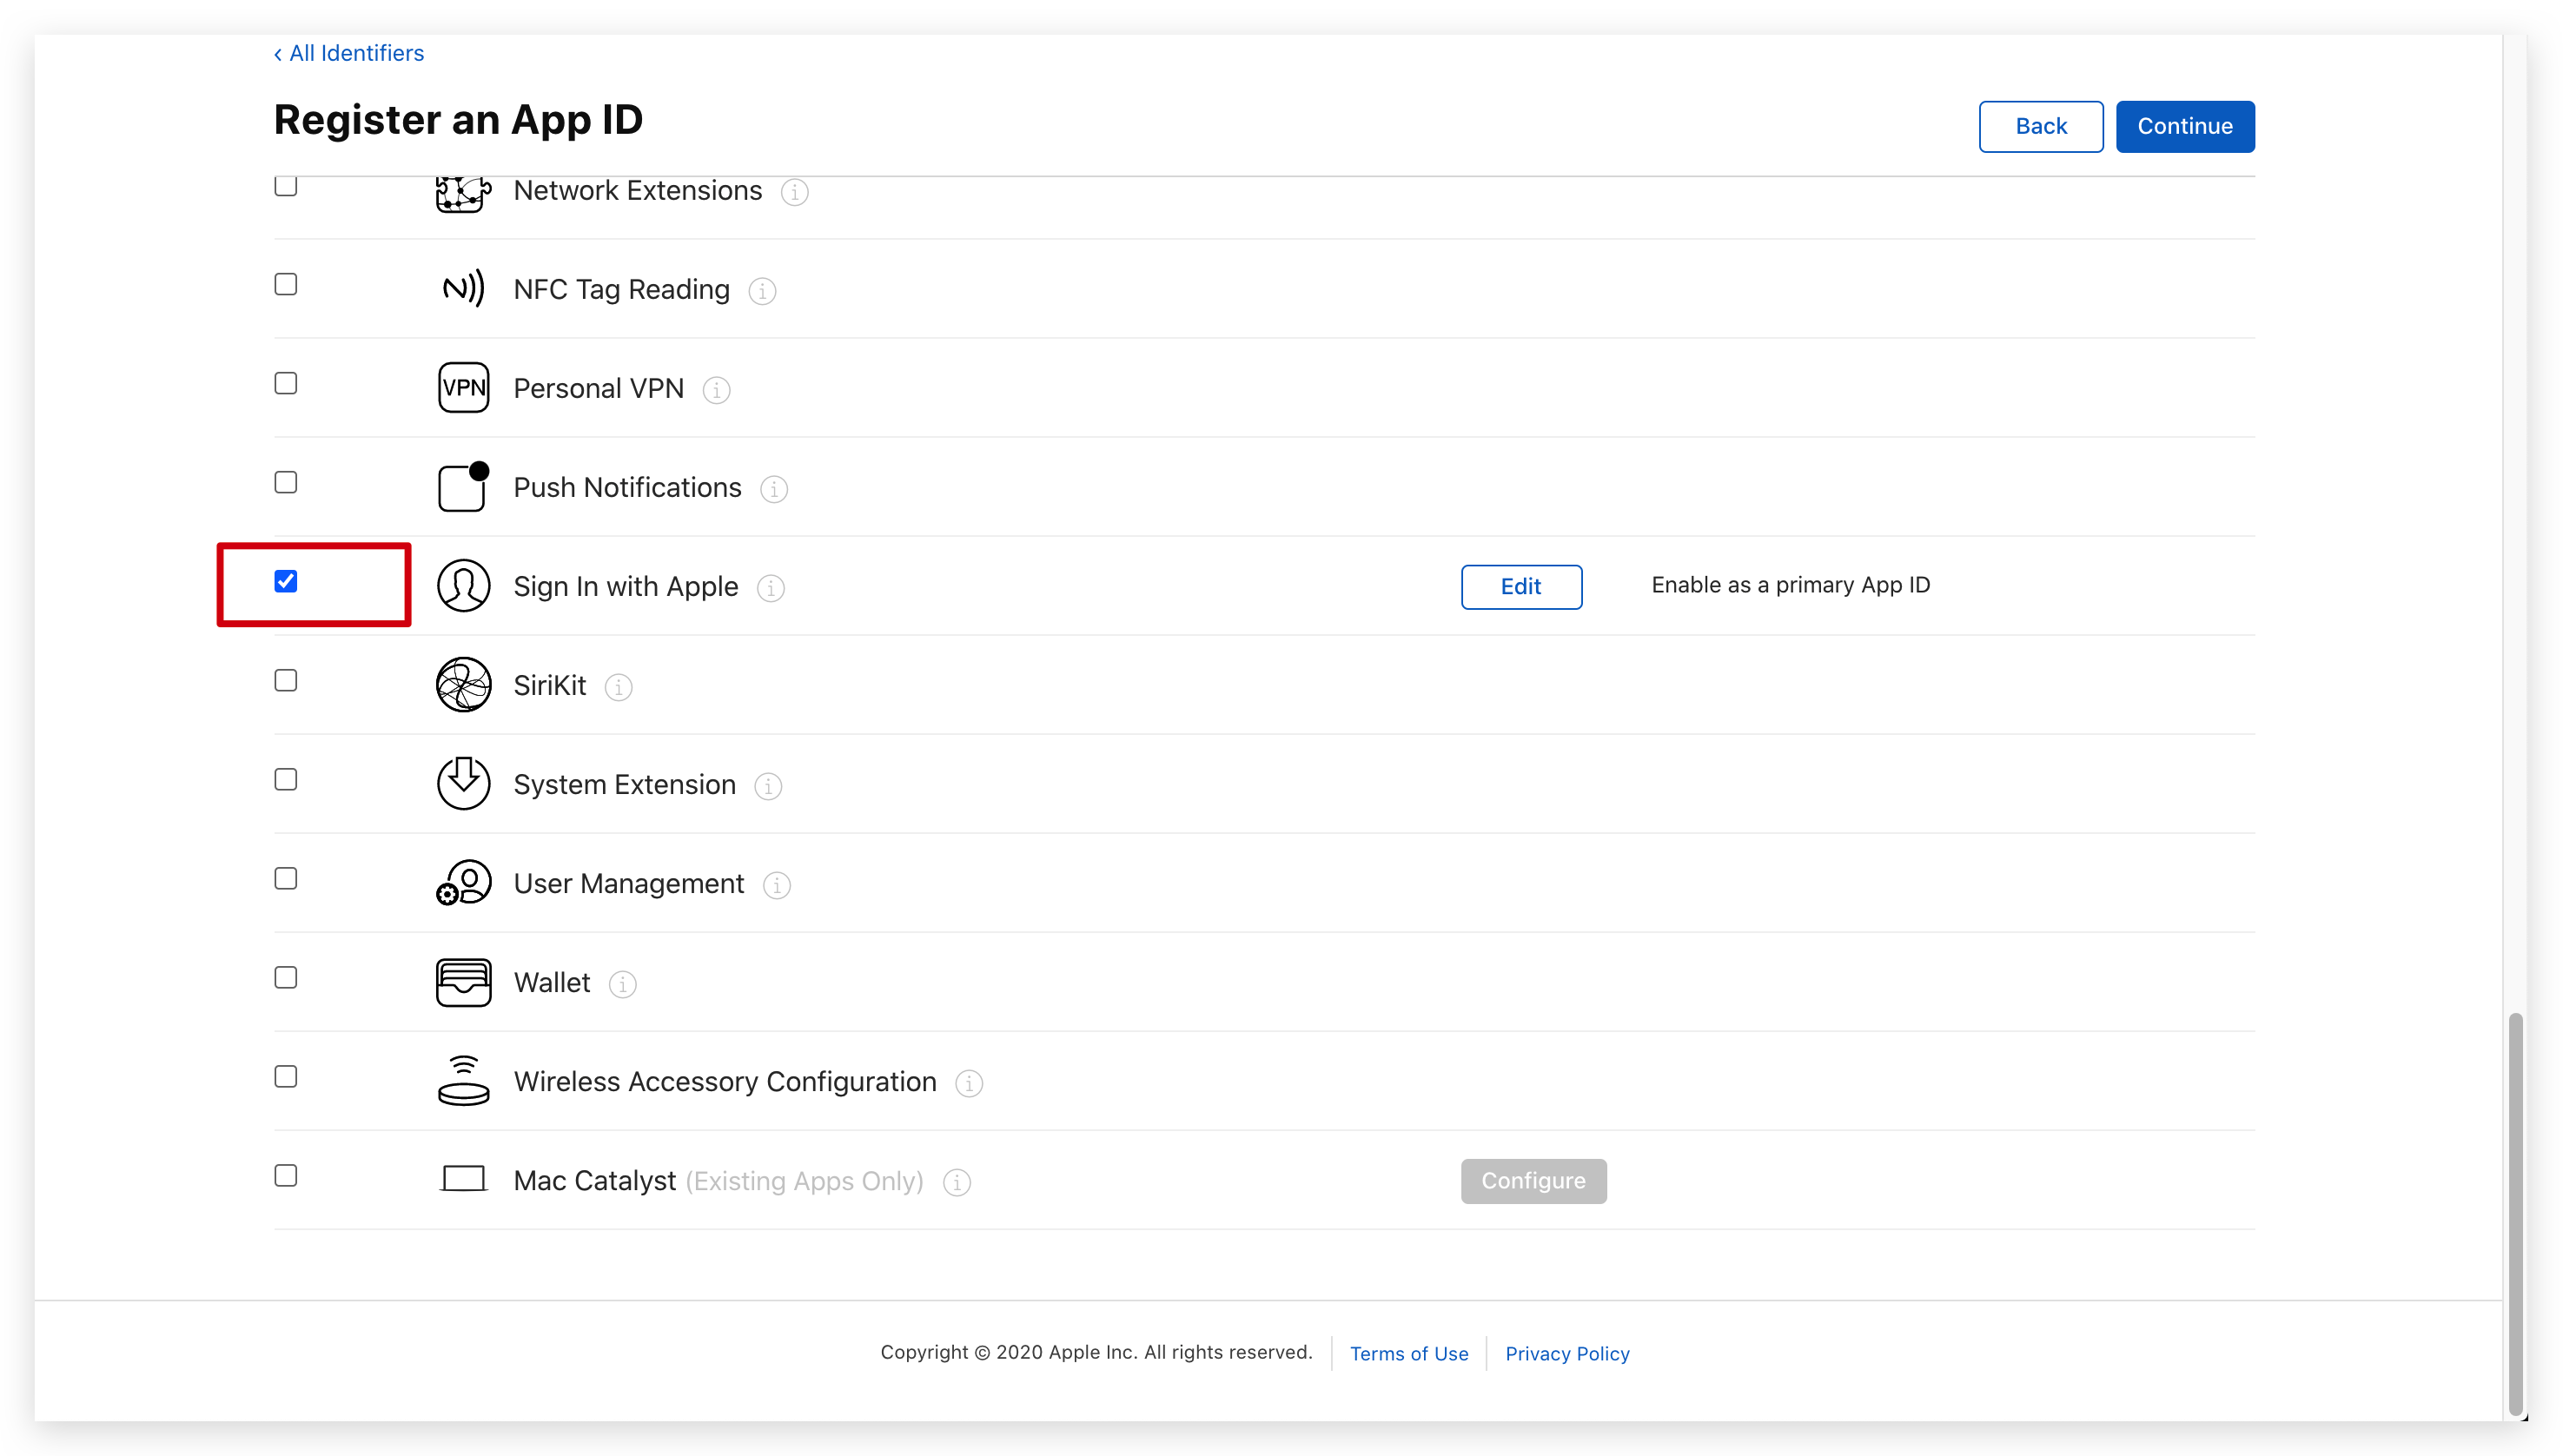 ‹ All Identifiers
Register an App ID
Back
Continue
Network Extensions
NFC Tag Reading
VPN Personal VPN
Push Notifications
Sign In with Apple
Edit
Enable as a primary App ID
SiriKit
System Extension
User Management
Wallet
Wireless Accessory Configuration
Mac Catalyst (Existing Apps Only)
Configure
Copyright © 2020 Apple Inc. All rights reserved.
Terms of Use
Privacy Policy